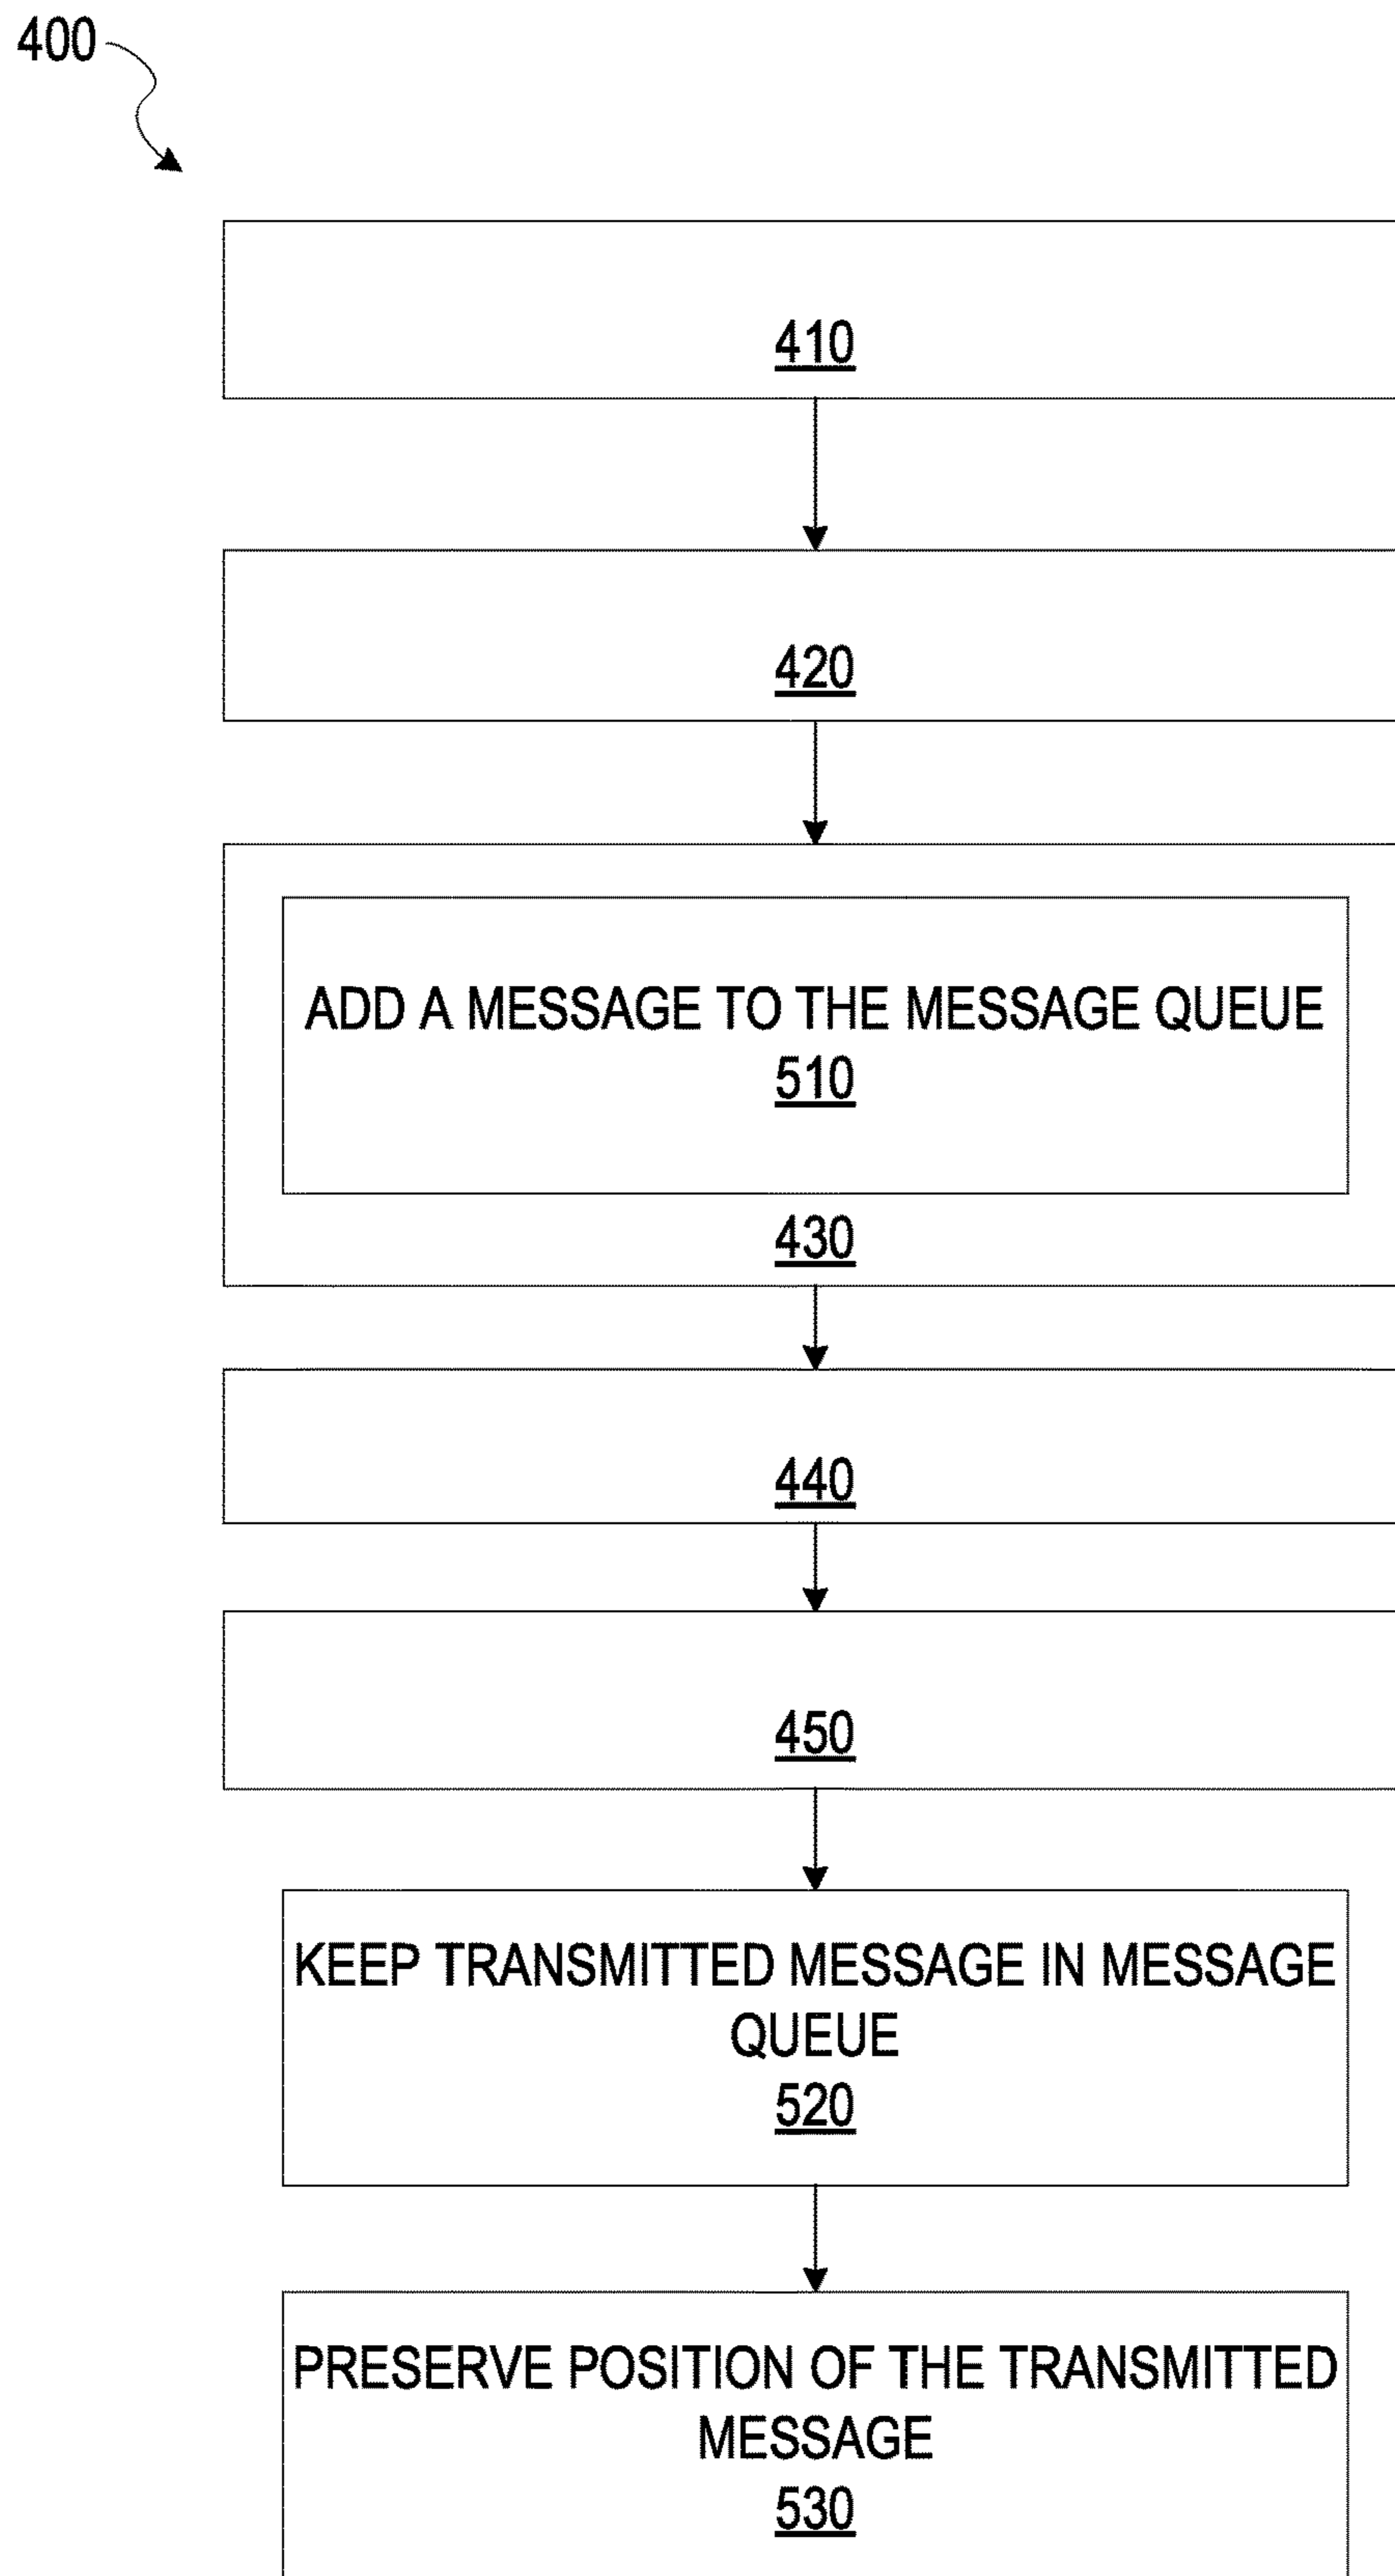 400
410
420
ADD A MESSAGE TO THE MESSAGE QUEUE
510
430
440
450
KEEP TRANSMITTED MESSAGE IN MESSAGE
QUEUE
520
PRESERVE POSITION OF THE TRANSMITTED
MESSAGE
530